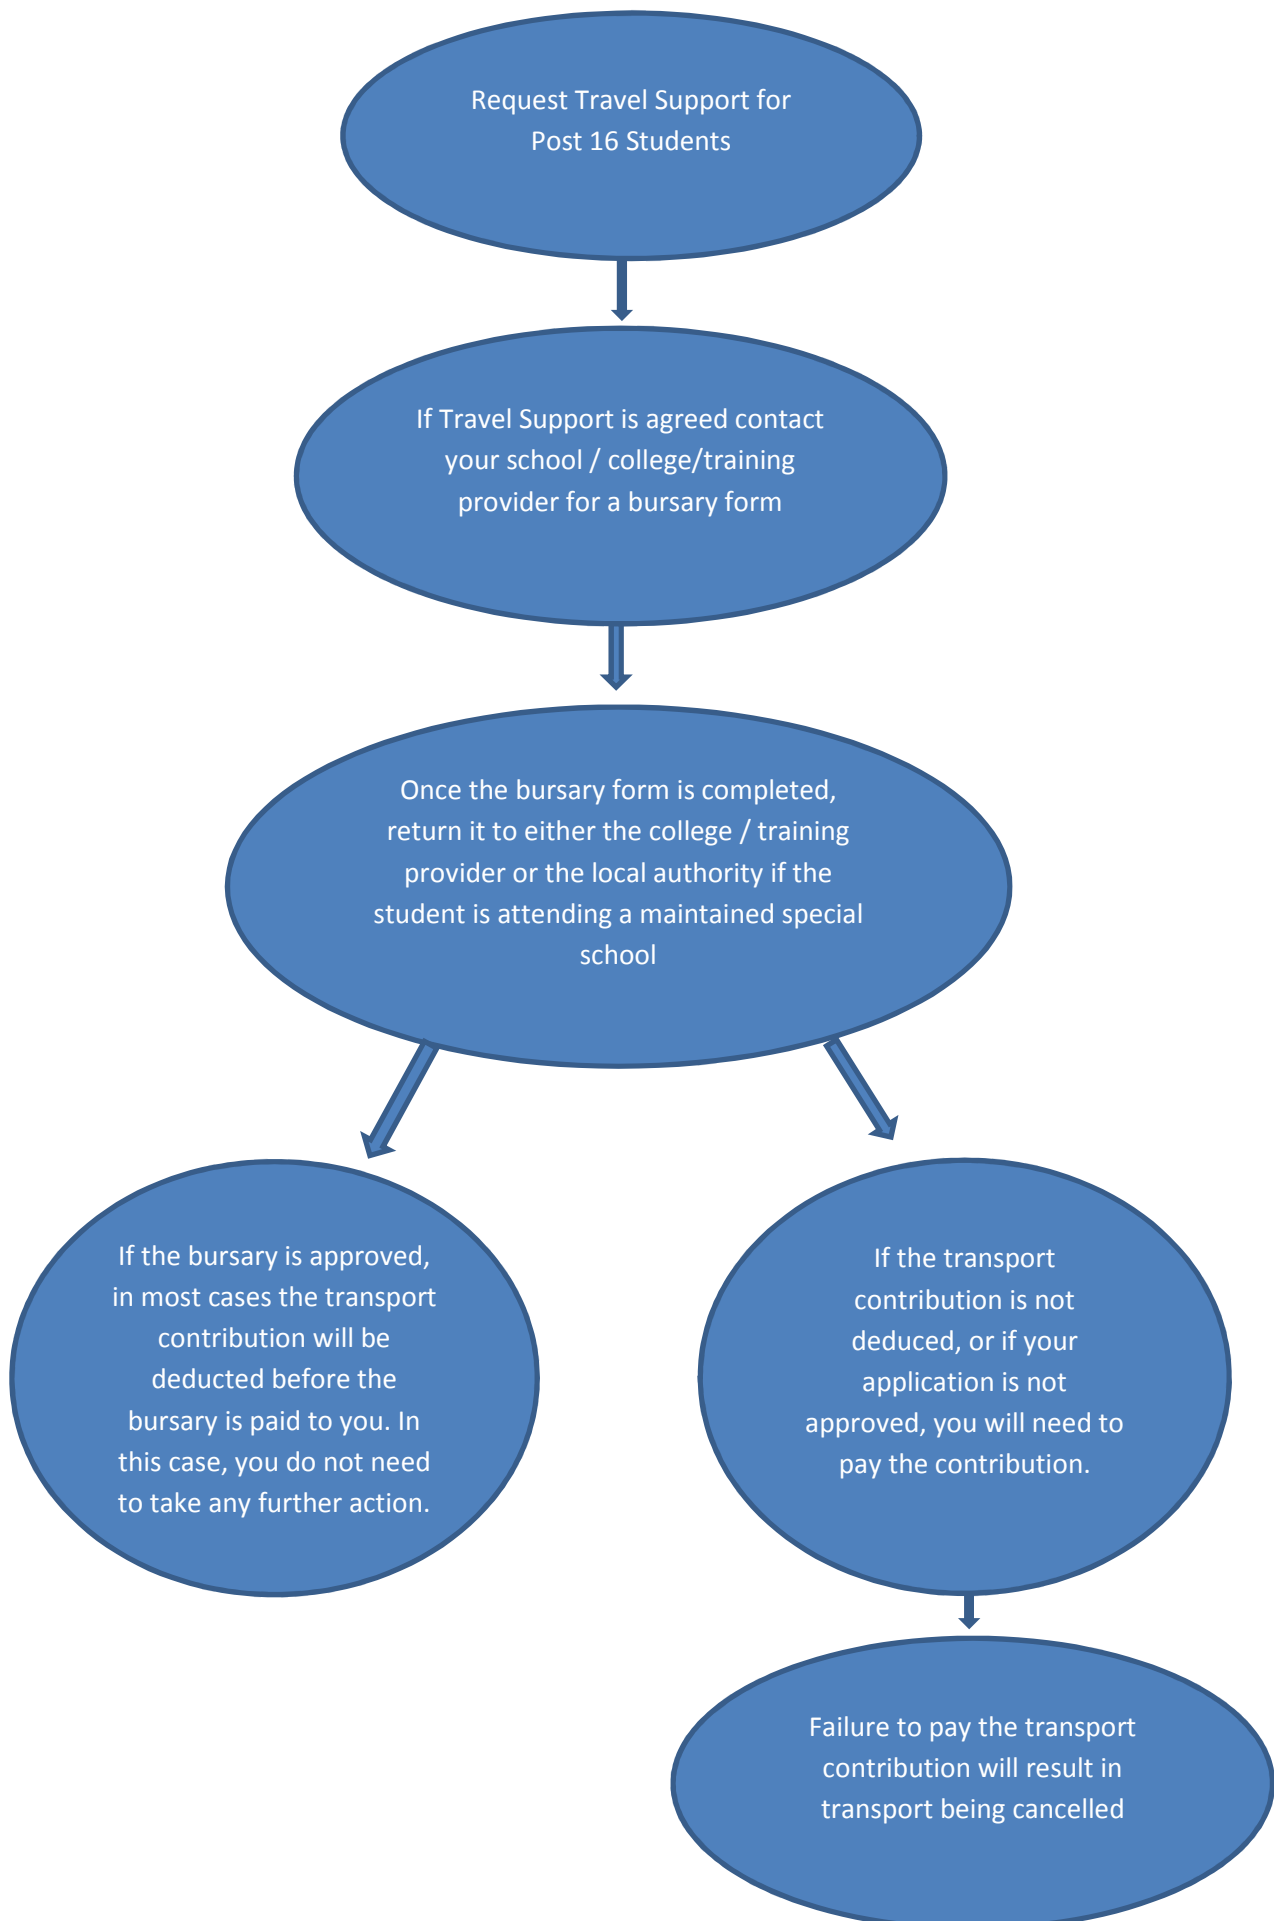 Request Travel Support for
Post 16 Students
If Travel Support is agreed contact
your school / college/training
provider for a bursary form
Once the bursary form is completed,
return it to either the college / training
provider or the local authority if the
student is attending a maintained special
school
If the bursary is approved,
in most cases the transport
contribution will be
deducted before the
bursary is paid to you. In
this case, you do not need
to take any further action.
If the transport
contribution is not
deduced, or if your
application is not
approved, you will need to
pay the contribution.
Failure to pay the transport
contribution will result in
transport being cancelled